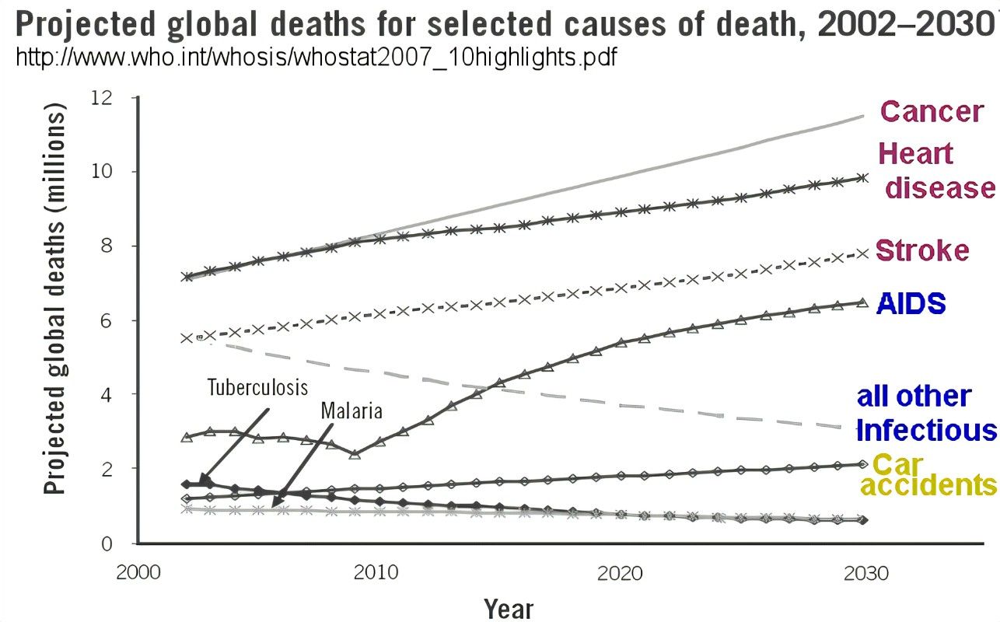 Projected global deaths for selected causes of death, 2002–2030
http://www.who.int/whosis/whostat2007_10highlights.pdf
Projected global deaths (millions)
12
10
8
6
4
2
0
Cancer
Heart
disease
Stroke
AIDS
Tuberculosis
Malaria
all other
Infectious
Car
accidents
2000
2010
2020
2030
Year